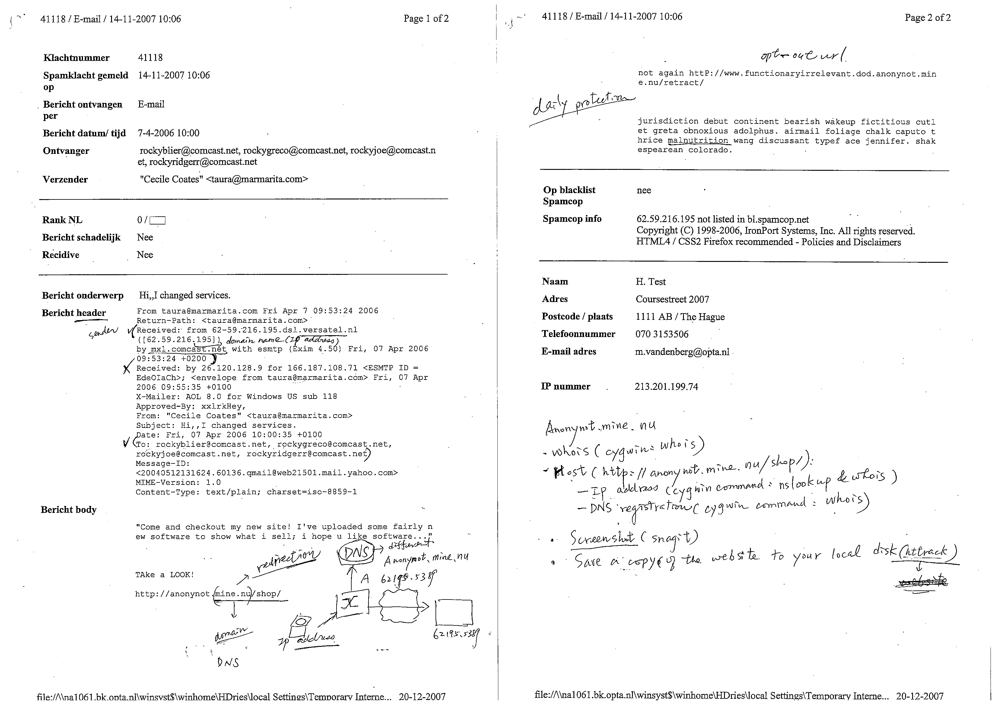 41118 / E-mail / 14-11-2007 10:06 Page 1 of 2
Klachtnummer 41118
Spamklacht gemeld op 14-11-2007 10:06
Bericht ontvangen per E-mail
Bericht datum/ tijd 7-4-2006 10:00
Ontvanger rockyblier@comcast.net, rockygreco@comcast.net, rockyjoe@comcast.n
et, rockyridgerr@comcast.net
Verzender "Cecile Coates" <taura@marmarita.com>
Rank NL 0 /
Bericht schadelijk Nee
Recidive Nee
Bericht onderwerp Hi,,I changed services.
Bericht header From taura@marmarita.com Fri Apr 7 09:53:24 2006
Return-Path: <taura@marmarita.com>
sender Received: from 62-59-216.195.dsl.versatel.nl
([62.59.216.195]) domain name (Ip address)
by mx1.comcast.net with esmtp (Exim 4.50) Fri, 07 Apr 2006
09:53:24 +0200
X Received: by 26.120.128.9 for 166.187.108.71 <ESMTP ID =
EdeOIaCh>; <envelope from taura@marmarita.com> Fri, 07 Apr
2006 09:55:35 +0100
X-Mailer: AOL 8.0 for Windows US sub 118
Approved-By: xxlrkHey,
From: "Cecile Coates" <taura@marmarita.com>
Subject: Hi,,I changed services.
Date: Fri, 07 Apr 2006 10:00:35 +0100
To: rockyblier@comcast.net, rockygreco@comcast.net,
rockyjoe@comcast.net, rockyridgerr@comcast.net
Message-ID:
<20040512131624.60136.qmail@web21501.mail.yahoo.com>
MIME-Version: 1.0
Content-Type: text/plain; charset=iso-8859-1
Bericht body
"Come and checkout my new site! I've uploaded some fairly n
ew software to show what i sell; i hope u like software..."
redirection DNS different
Anonynot.mine.nu
TAke a LOOK!
A 62195.5389
http://anonynot.mine.nu/shop/
X
domain
Ip address
62195.5389
DNS
file://\\na1061.bk.opta.nl\winsyst$\winhome\HDries\local Settings\Temporary Interne... 20-12-2007
41118 / E-mail / 14-11-2007 10:06 Page 2 of 2
opt-out url
not again httP://www.functionaryirrelevant.dod.anonynot.min
e.nu/retract/
daily protection
jurisdiction debut continent bearish wakeup fictitious cutl
et greta obnoxious adolphus. airmail foliage chalk caputo t
hrice malnutrition wang discussant typef ace jennifer. shak
espearean colorado.
Op blacklist Spamcop nee
Spamcop info 62.59.216.195 not listed in bl.spamcop.net
Copyright (C) 1998-2006, IronPort Systems, Inc. All rights reserved.
HTML4 / CSS2 Firefox recommended - Policies and Disclaimers
Naam H. Test
Adres Coursestreet 2007
Postcode / plaats 1111 AB / The Hague
Telefoonnummer 070 3153506
E-mail adres m.vandenberg@opta.nl
IP nummer 213.201.199.74
Anonynot.mine.nu
- whois (cygwin: whois)
- Host (http://anonynot.mine.nu/shop/):
- Ip address (cygwin command: nslookup & whois)
- DNS registration (cygwin command: whois)
• Screenshot (snagit)
• Save a copy of the website to your local disk (httrack)
file://\\na1061.bk.opta.nl\winsyst$\winhome\HDries\local Settings\Temporary Interne... 20-12-2007